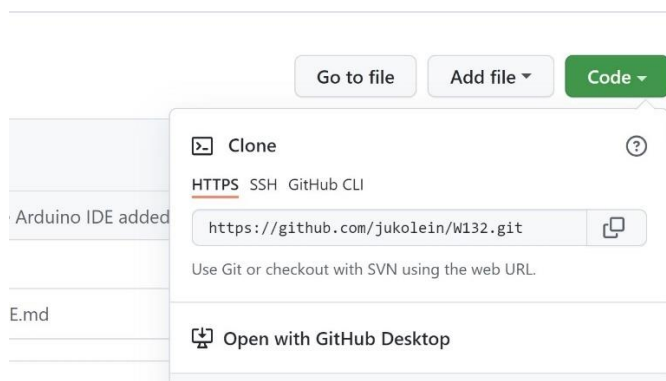 Go to file
Add file
Code
Clone
HTTPS SSH GitHub CLI
Arduino IDE added
https://github.com/jukolein/W132.git
Use Git or checkout with SVN using the web URL.
E.md
Open with GitHub Desktop